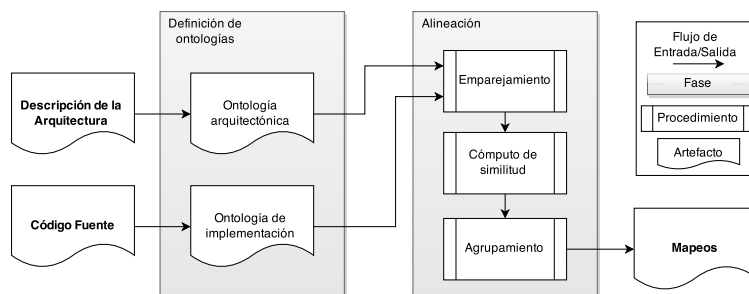 Definición de
ontologías
Alineación
Flujo de
Entrada/Salida
Fase
Procedimiento
Artefacto
Descripción de la
Arquitectura
Ontología
arquitectónica
Emparejamiento
Cómputo de
similitud
Código Fuente
Ontología de
implementación
Agrupamiento
Mapeos